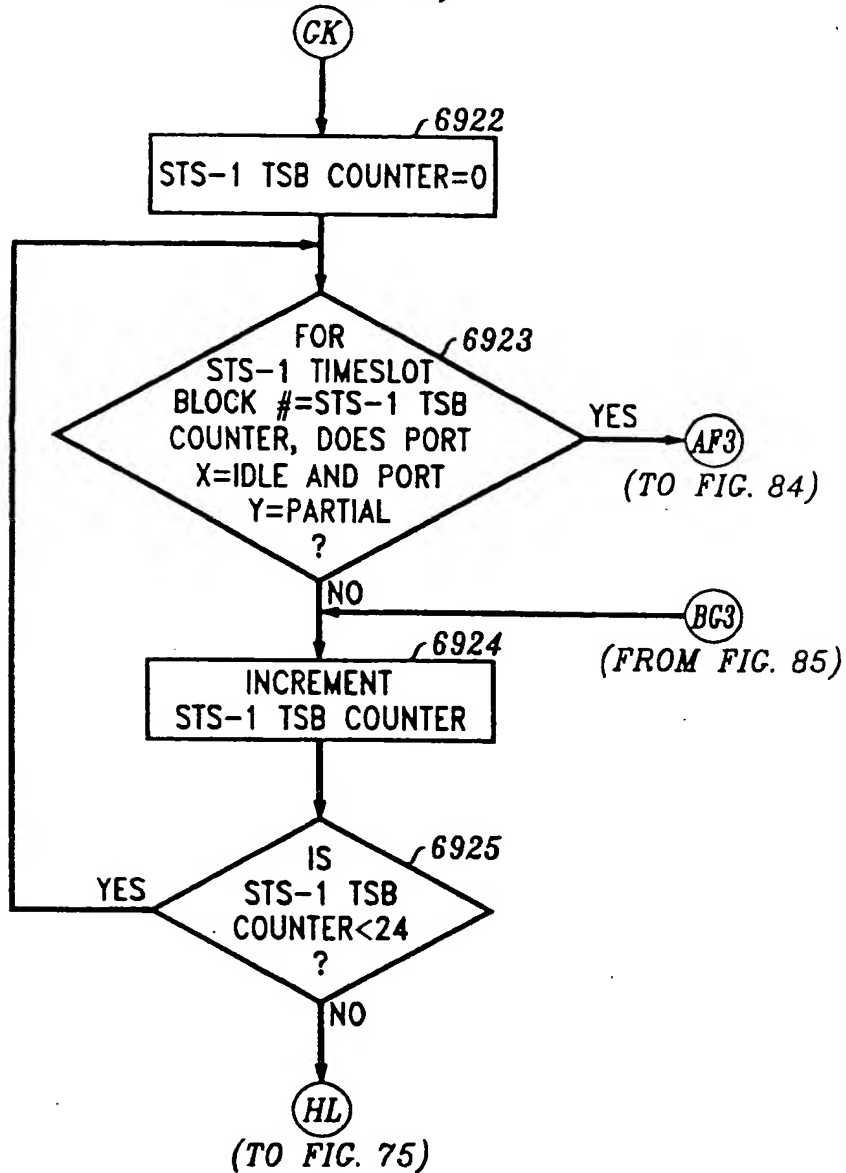 GK
6922
STS-1 TSB COUNTER=0
6923
FOR
STS-1 TIMESLOT
BLOCK #=STS-1 TSB
COUNTER, DOES PORT
X=IDLE AND PORT
Y=PARTIAL
?
YES
AF3
(TO FIG. 84)
NO
BG3
(FROM FIG. 85)
6924
INCREMENT
STS-1 TSB COUNTER
6925
IS
STS-1 TSB
COUNTER<24
?
YES
NO
HL
(TO FIG. 75)